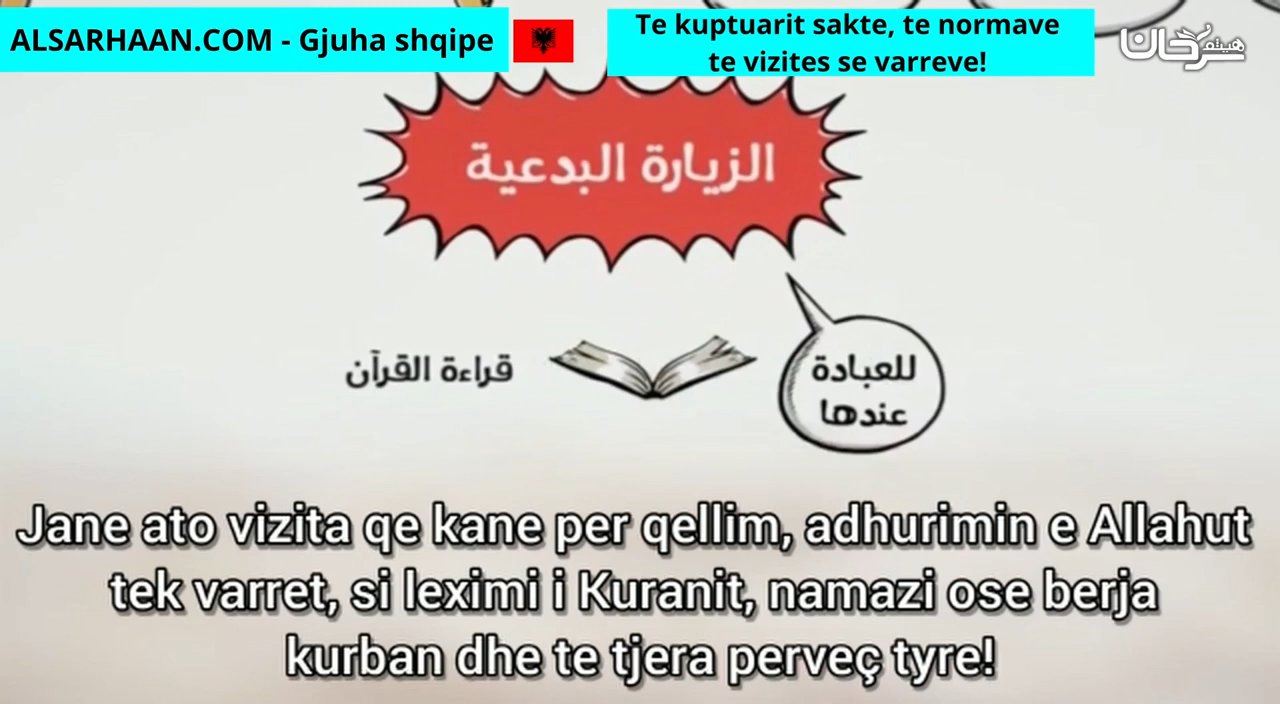 ALSARHAAN.COM - Gjuha shqipe
Te kuptuarit sakte, te normave
te vizites se varreve!
هيثم سرحان
الزيارة البدعية
للعبادة
عندها
قراءة القرآن
Jane ato vizita qe kane per qellim, adhurimin e Allahut
tek varret, si leximi i Kuranit, namazi ose berja
kurban dhe te tjera perveç tyre!